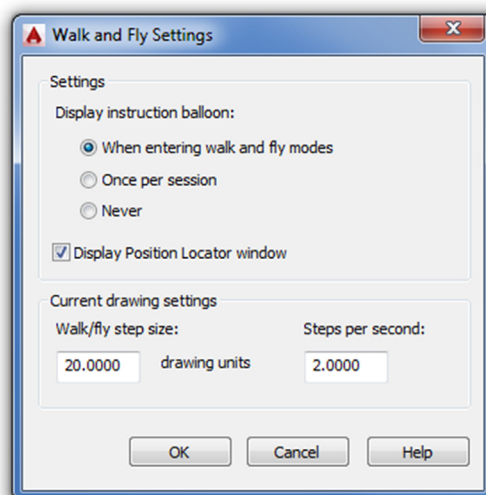 Walk and Fly Settings
Settings
Display instruction balloon:
When entering walk and fly modes
Once per session
Never
Display Position Locator window
Current drawing settings
Walk/fly step size: Steps per second:
20.0000 drawing units 2.0000
OK Cancel Help